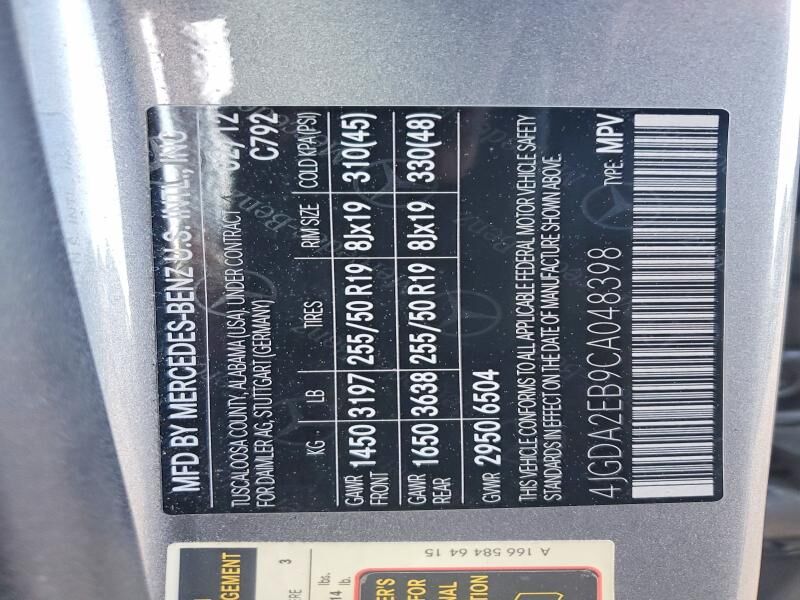 MFD BY MERCEDES-BENZ U.S. INTL., INC
TUSCALOOSA COUNTY, ALABAMA (USA), UNDER CONTRACT 02/12
FOR DAIMLER AG, STUTTGART (GERMANY) C792
KG LB TIRES RIM SIZE COLD KPA (PSI)
GAWR FRONT 1450 3197 255/50 R19 8Jx19 310(45)
GAWR REAR 1650 3638 255/50 R19 8Jx19 330(48)
GVWR 2950 6504
THIS VEHICLE CONFORMS TO ALL APPLICABLE FEDERAL MOTOR VEHICLE SAFETY
STANDARDS IN EFFECT ON THE DATE OF MANUFACTURE SHOWN ABOVE.
TYPE: MPV
4JGDA2EB9CA048398
A 166 584 64 15
3
lbs.
14 lb.